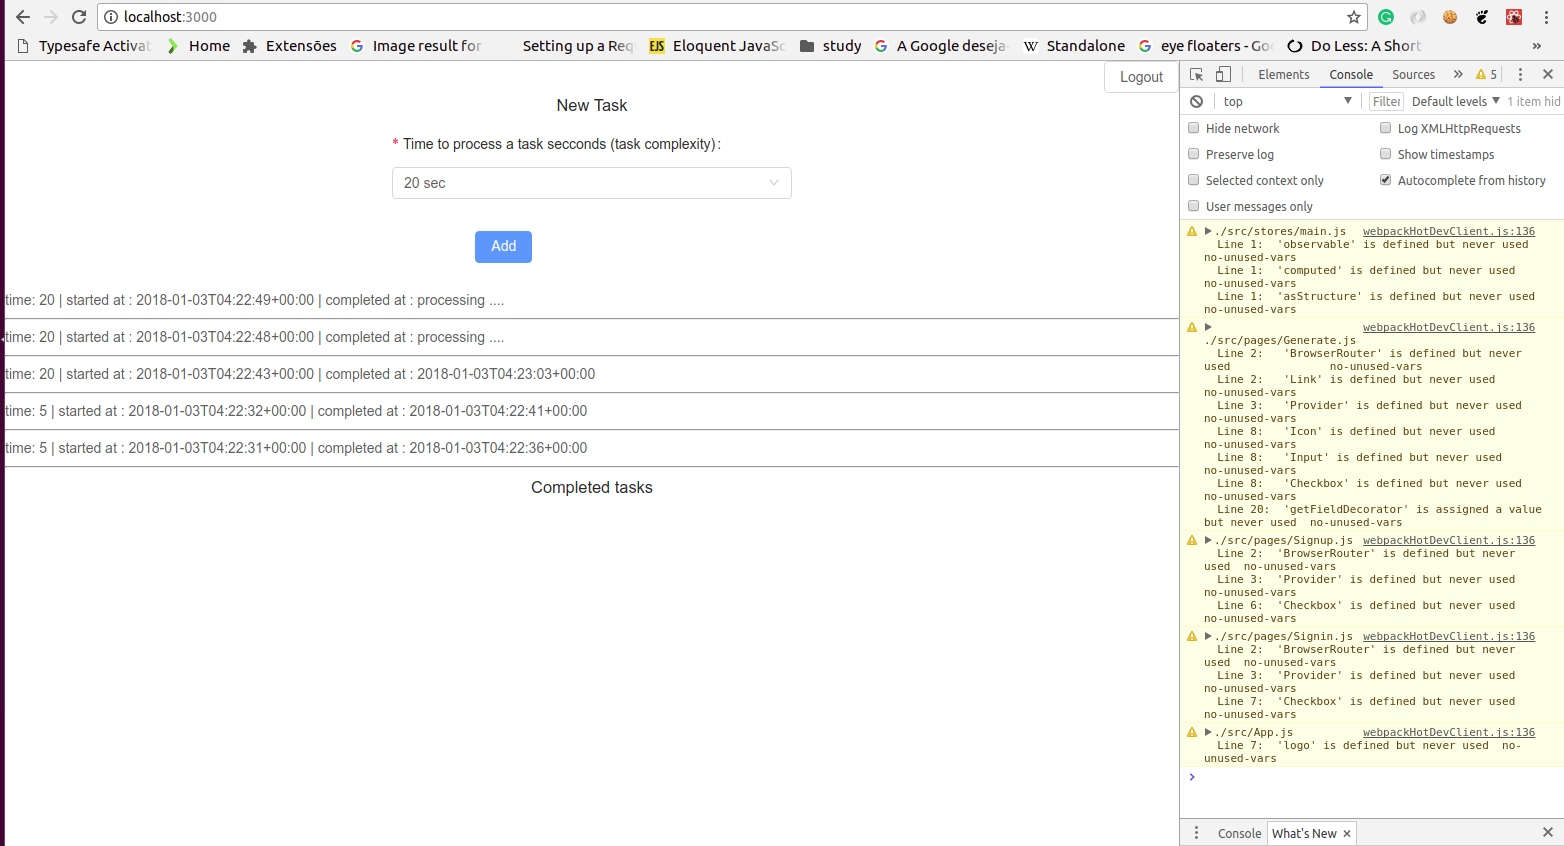 localhost:3000
Typesafe Activat Home Extensões Image result for Setting up a Req EJS Eloquent JavaSc study A Google deseja- W Standalone eye floaters - Goo Do Less: A Short »
Logout
New Task
* Time to process a task secconds (task complexity):
20 sec
Add
time: 20 | started at : 2018-01-03T04:22:49+00:00 | completed at : processing ....
time: 20 | started at : 2018-01-03T04:22:48+00:00 | completed at : processing ....
time: 20 | started at : 2018-01-03T04:22:43+00:00 | completed at : 2018-01-03T04:23:03+00:00
time: 5 | started at : 2018-01-03T04:22:32+00:00 | completed at : 2018-01-03T04:22:41+00:00
time: 5 | started at : 2018-01-03T04:22:31+00:00 | completed at : 2018-01-03T04:22:36+00:00
Completed tasks
Elements Console Sources » 5
top Filter Default levels 1 item hid
Hide network Log XMLHttpRequests
Preserve log Show timestamps
Selected context only Autocomplete from history
User messages only
./src/stores/main.js webpackHotDevClient.js:136
Line 1: 'observable' is defined but never used
no-unused-vars
Line 1: 'computed' is defined but never used
no-unused-vars
Line 1: 'asStructure' is defined but never used
no-unused-vars
webpackHotDevClient.js:136
./src/pages/Generate.js
Line 2: 'BrowserRouter' is defined but never
used no-unused-vars
Line 2: 'Link' is defined but never used
no-unused-vars
Line 3: 'Provider' is defined but never used
no-unused-vars
Line 8: 'Icon' is defined but never used
no-unused-vars
Line 8: 'Input' is defined but never used
no-unused-vars
Line 8: 'Checkbox' is defined but never used
no-unused-vars
Line 20: 'getFieldDecorator' is assigned a value
but never used no-unused-vars
./src/pages/Signup.js webpackHotDevClient.js:136
Line 2: 'BrowserRouter' is defined but never
used no-unused-vars
Line 3: 'Provider' is defined but never used
no-unused-vars
Line 6: 'Checkbox' is defined but never used
no-unused-vars
./src/pages/Signin.js webpackHotDevClient.js:136
Line 2: 'BrowserRouter' is defined but never
used no-unused-vars
Line 3: 'Provider' is defined but never used
no-unused-vars
Line 7: 'Checkbox' is defined but never used
no-unused-vars
./src/App.js webpackHotDevClient.js:136
Line 7: 'logo' is defined but never used no-
unused-vars
Console What's New